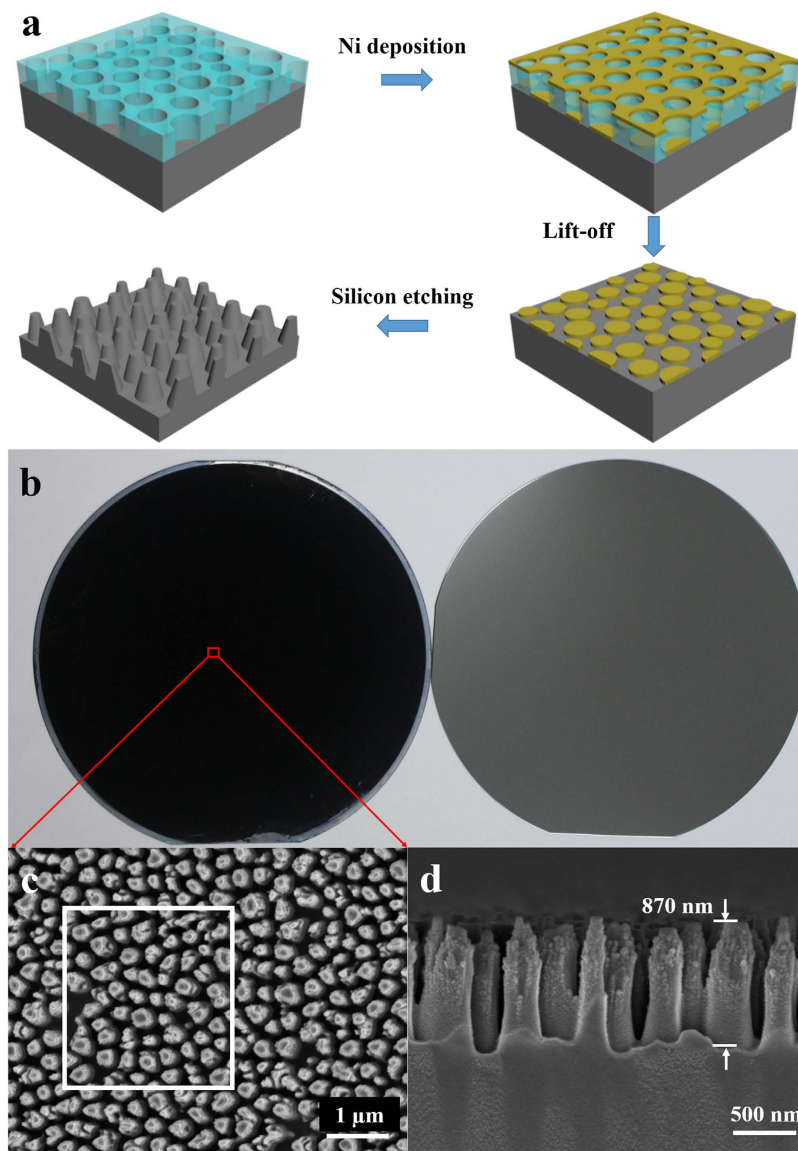 a
Ni deposition
Lift-off
Silicon etching
b
c
1 μm
d
870 nm
500 nm